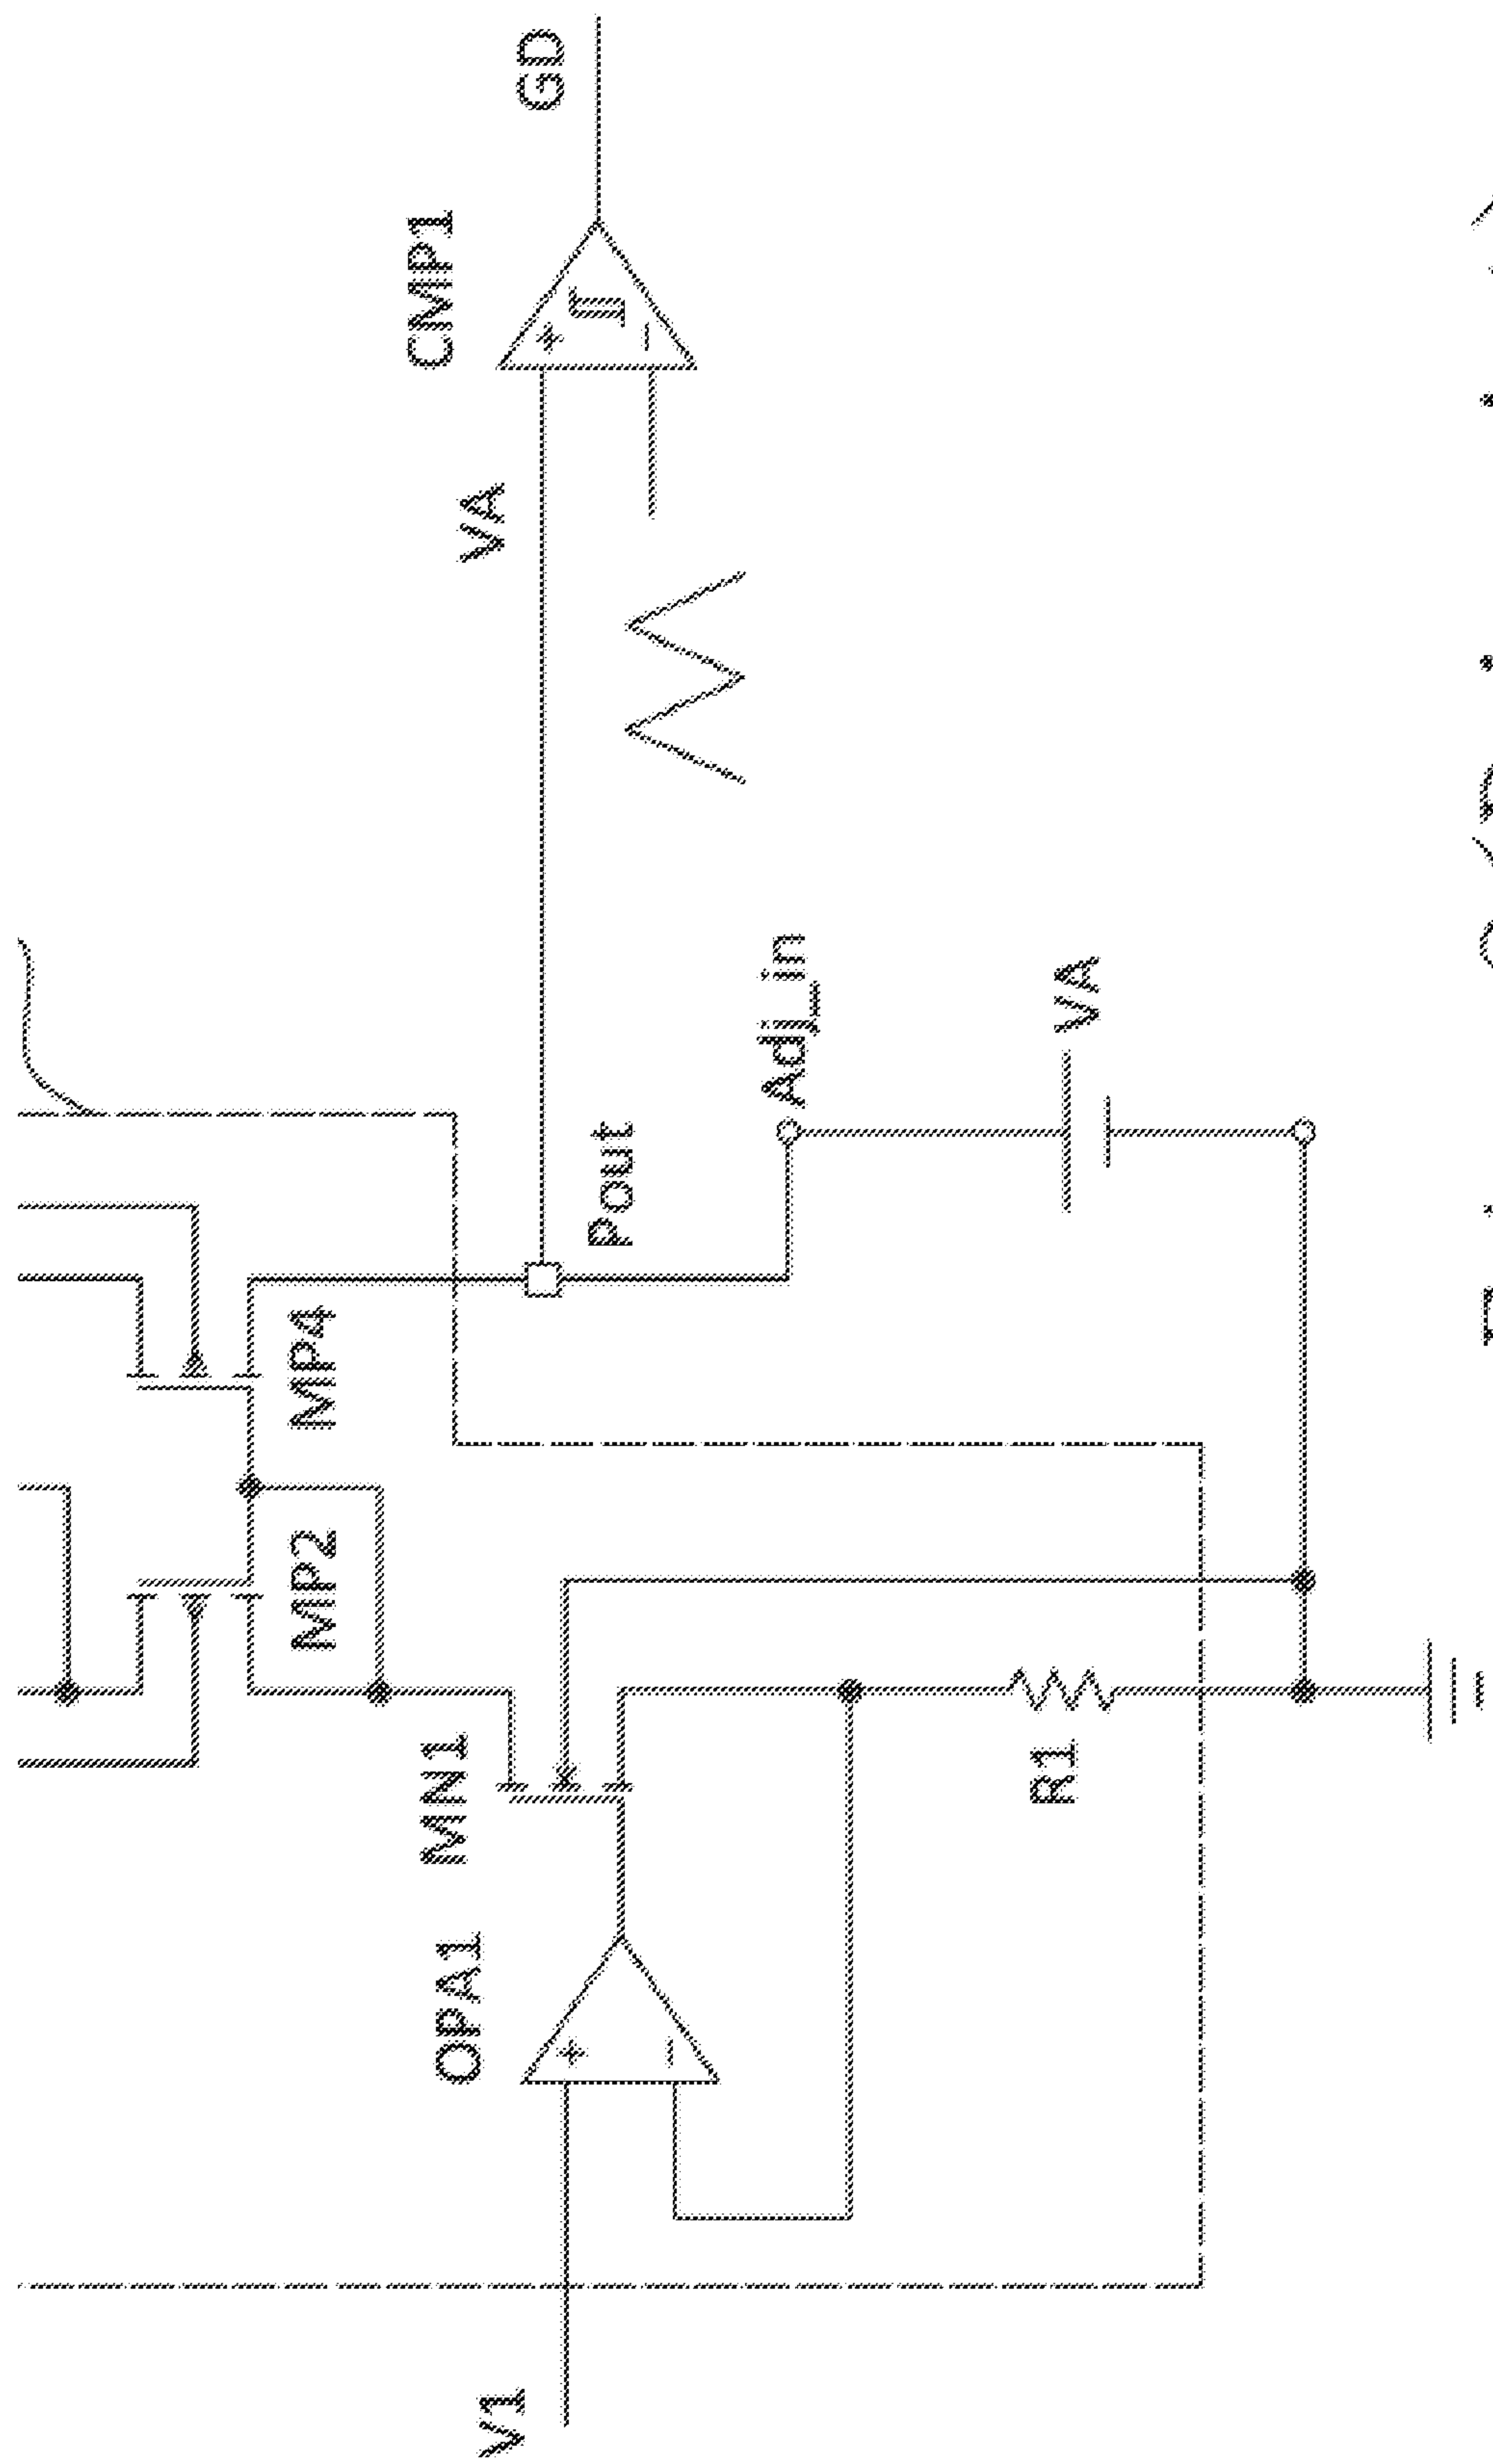 MP2
MP4
OPA1
MN1
VA
CMP1
GD
V1
+
−
+
−
Pout
Adj_in
R1
VA